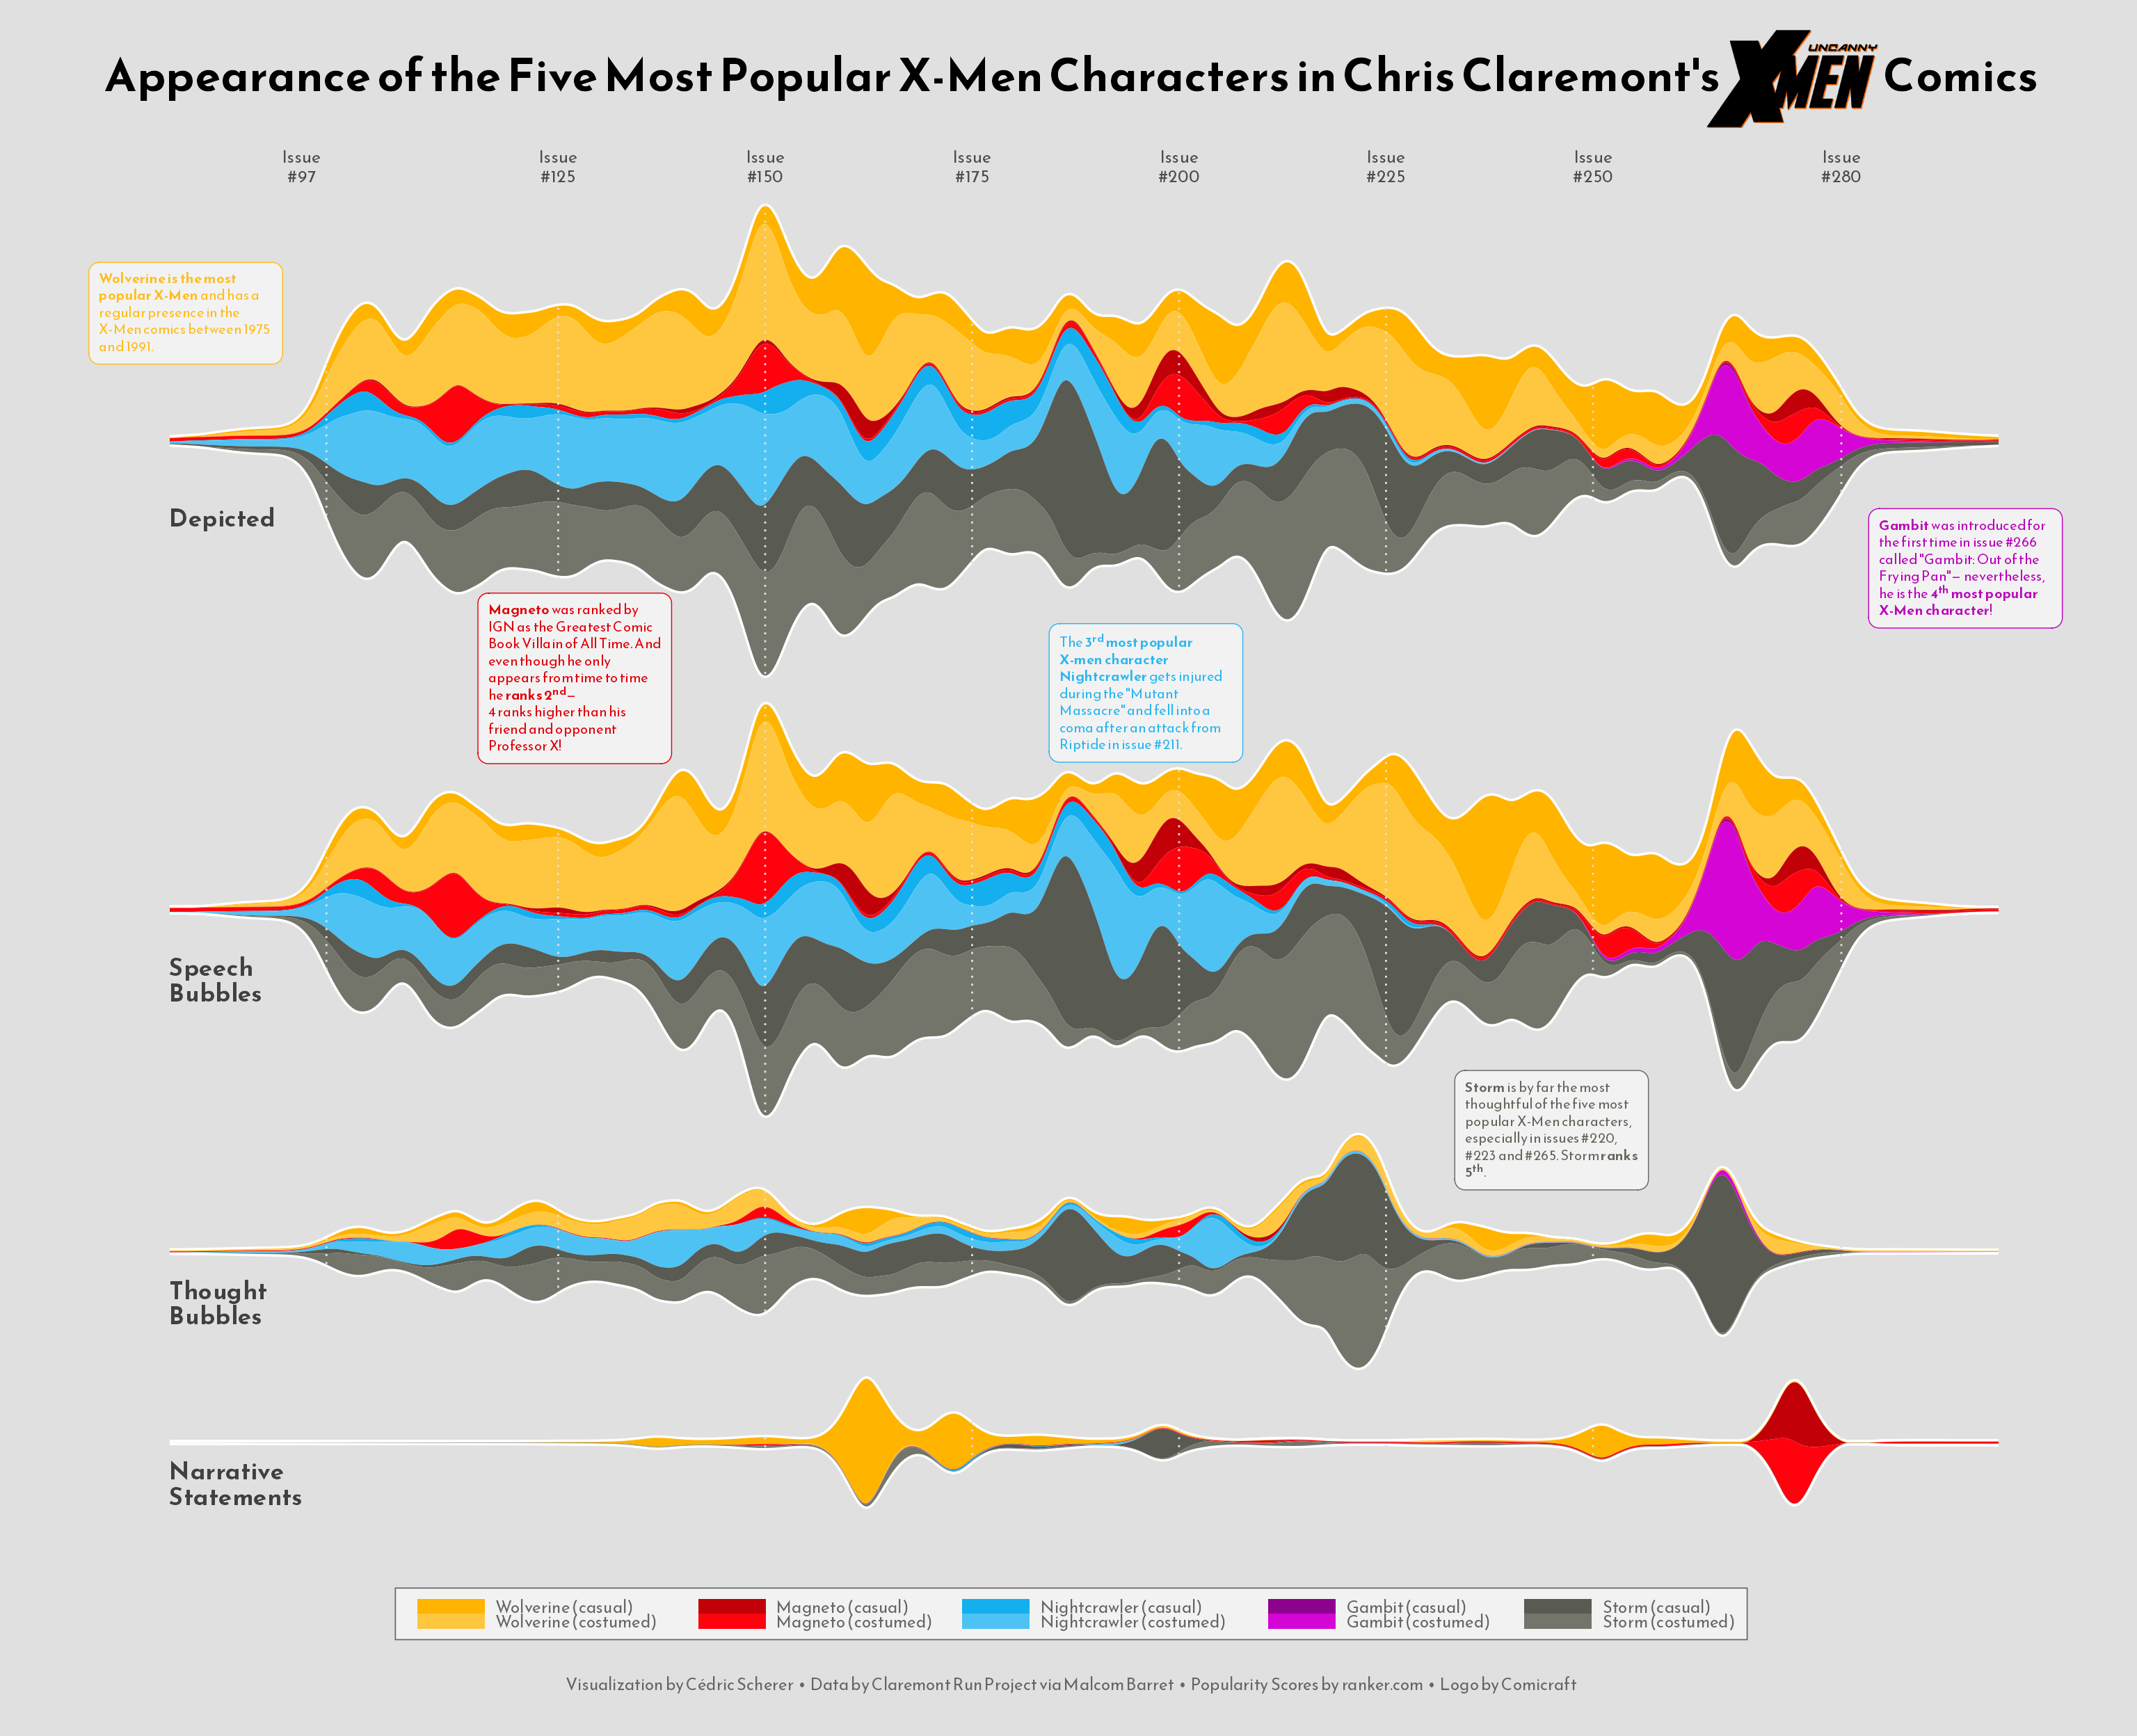 Appearance of the Five Most Popular X-Men Characters in Chris Claremont's UNCANNY X-MEN Comics
Issue #97
Issue #125
Issue #150
Issue #175
Issue #200
Issue #225
Issue #250
Issue #280
Wolverine is the most
popular X-Men and has a
regular presence in the
X-Men comics between 1975
and 1991.
Depicted
Gambit was introduced for
the first time in issue #266
called "Gambit: Out of the
Frying Pan" – nevertheless,
he is the 4th most popular
X-Men character!
Magneto was ranked by
IGN as the Greatest Comic
Book Villain of All Time. And
even though he only
appears from time to time
he ranks 2nd –
4 ranks higher than his
friend and opponent
Professor X!
The 3rd most popular
X-men character
Nightcrawler gets injured
during the "Mutant
Massacre" and fell into a
coma after an attack from
Riptide in issue #211.
Speech
Bubbles
Storm is by far the most
thoughtful of the five most
popular X-Men characters,
especially in issues #220,
#223 and #265. Storm ranks
5th.
Thought
Bubbles
Narrative
Statements
Wolverine (casual)
Wolverine (costumed)
Magneto (casual)
Magneto (costumed)
Nightcrawler (casual)
Nightcrawler (costumed)
Gambit (casual)
Gambit (costumed)
Storm (casual)
Storm (costumed)
Visualization by Cédric Scherer • Data by Claremont Run Project via Malcom Barret • Popularity Scores by ranker.com • Logo by Comicraft